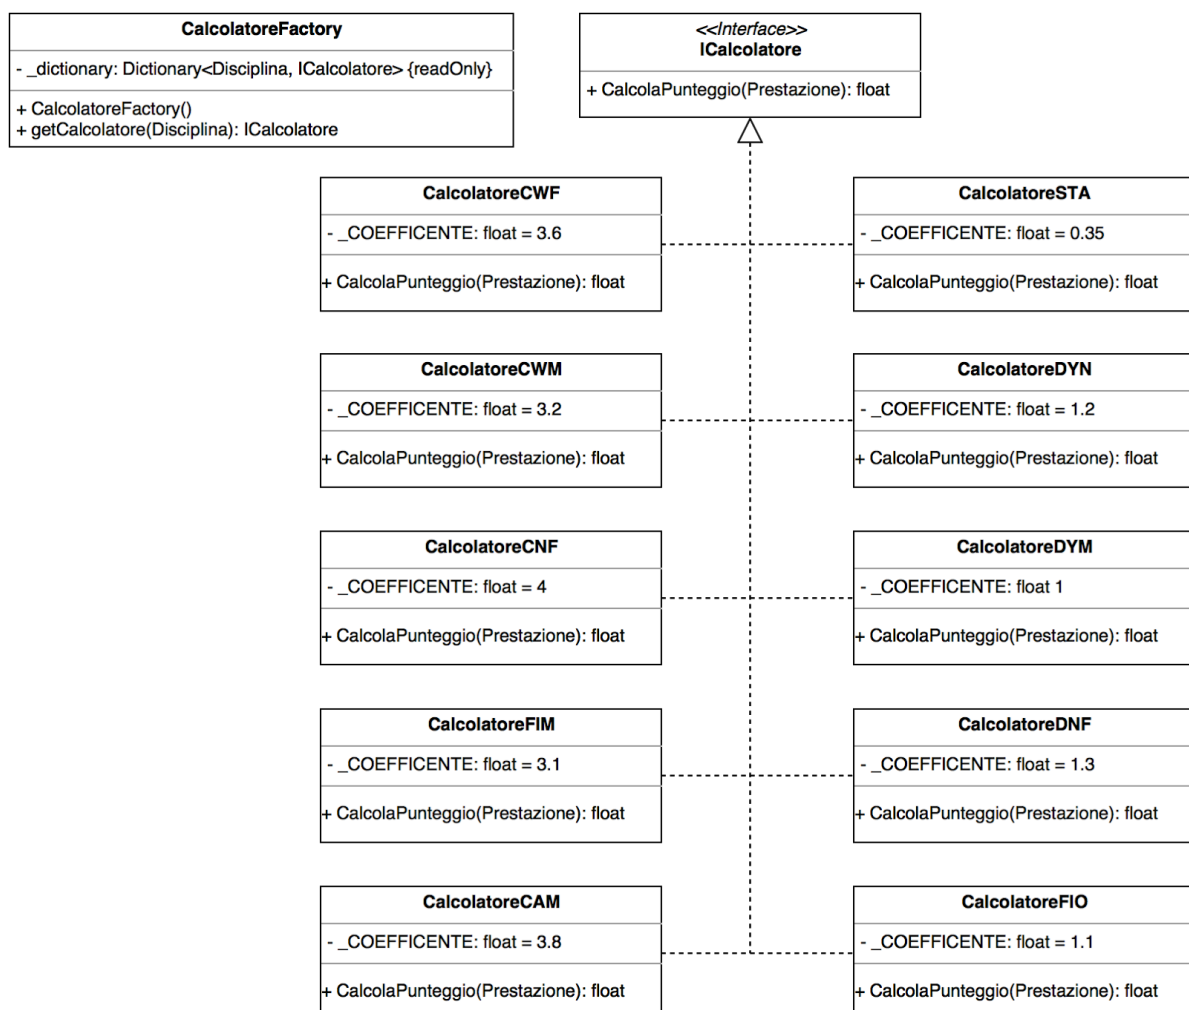 CalcolatoreFactory
- _dictionary: Dictionary<Disciplina, ICalcolatore> {readOnly}
+ CalcolatoreFactory()
+ getCalcolatore(Disciplina): ICalcolatore
<<Interface>>
ICalcolatore
+ CalcolaPunteggio(Prestazione): float
CalcolatoreCWF
- _COEFFICENTE: float = 3.6
+ CalcolaPunteggio(Prestazione): float
CalcolatoreSTA
- _COEFFICENTE: float = 0.35
+ CalcolaPunteggio(Prestazione): float
CalcolatoreCWM
- _COEFFICENTE: float = 3.2
+ CalcolaPunteggio(Prestazione): float
CalcolatoreDYN
- _COEFFICENTE: float = 1.2
+ CalcolaPunteggio(Prestazione): float
CalcolatoreCNF
- _COEFFICENTE: float = 4
+ CalcolaPunteggio(Prestazione): float
CalcolatoreDYM
- _COEFFICENTE: float 1
+ CalcolaPunteggio(Prestazione): float
CalcolatoreFIM
- _COEFFICENTE: float = 3.1
+ CalcolaPunteggio(Prestazione): float
CalcolatoreDNF
- _COEFFICENTE: float = 1.3
+ CalcolaPunteggio(Prestazione): float
CalcolatoreCAM
- _COEFFICENTE: float = 3.8
+ CalcolaPunteggio(Prestazione): float
CalcolatoreFIO
- _COEFFICENTE: float = 1.1
+ CalcolaPunteggio(Prestazione): float